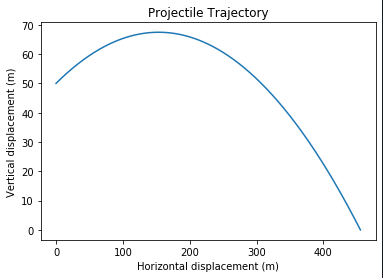 Projectile Trajectory
70
60
50
40
30
20
10
0
Vertical displacement (m)
0 100 200 300 400
Horizontal displacement (m)